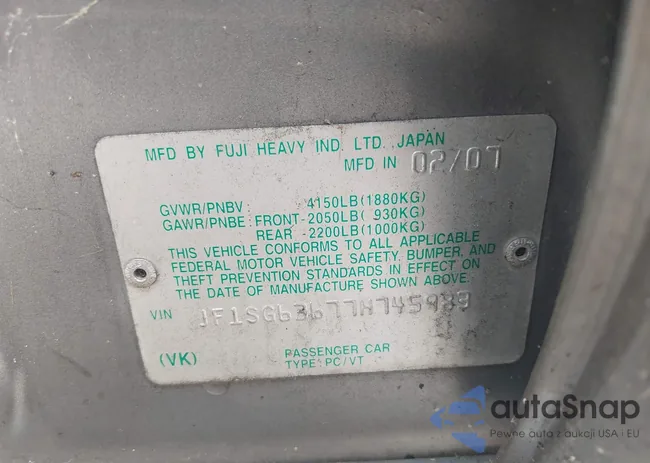 MFD BY FUJI HEAVY IND. LTD. JAPAN
MFD IN 02/07
GVWR/PNBV: 4150LB(1880KG)
GAWR/PNBE: FRONT-2050LB( 930KG)
REAR -2200LB(1000KG)
THIS VEHICLE CONFORMS TO ALL APPLICABLE
FEDERAL MOTOR VEHICLE SAFETY, BUMPER, AND
THEFT PREVENTION STANDARDS IN EFFECT ON
THE DATE OF MANUFACTURE SHOWN ABOVE.
VIN
(VK) PASSENGER CAR
TYPE:PC/VT
autaSnap
Pewne auta z aukcji USA i EU